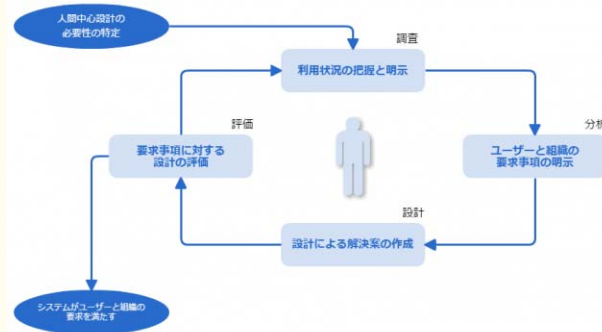 人間中心設計の
必要性の特定
調査
利用状況の把握と明示
評価
要求事項に対する
設計の評価
分析
ユーザーと組織の
要求事項の明示
設計
設計による解決案の作成
システムがユーザーと組織の
要求を満たす